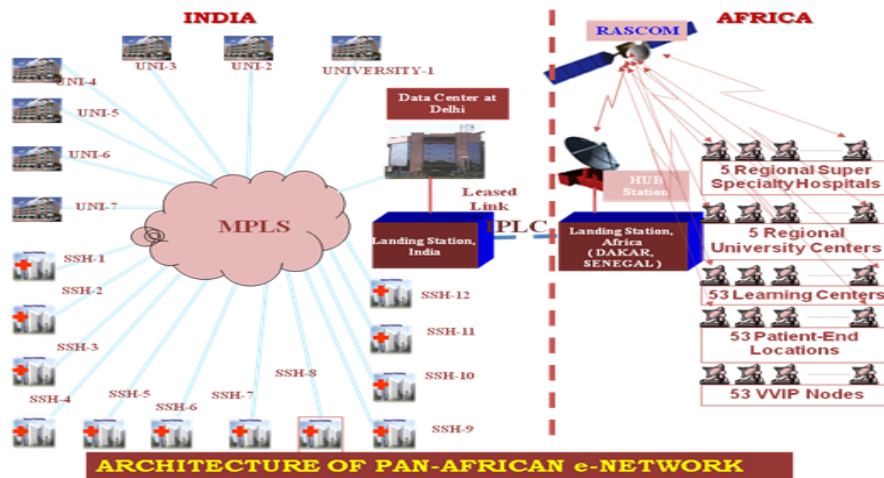 INDIA
AFRICA
RASCOM
UNI-3
UNI-2
UNIVERSITY-1
UNI-4
Data Center at
Delhi
UNI-5
UNI-6
5 Regional Super
Specialty Hospitals
HUB
Station
Leased
Link
UNI-7
MPLS
IPLC
Landing Station,
India
Landing Station,
Africa
( DAKAR,
SENEGAL )
5 Regional
University Centers
SSH-1
SSH-2
SSH-12
53 Learning Centers
SSH-11
SSH-3
53 Patient-End
Locations
SSH-8
SSH-10
SSH-4
SSH-5
SSH-6
SSH-7
53 VVIP Nodes
SSH-9
ARCHITECTURE OF PAN-AFRICAN e-NETWORK